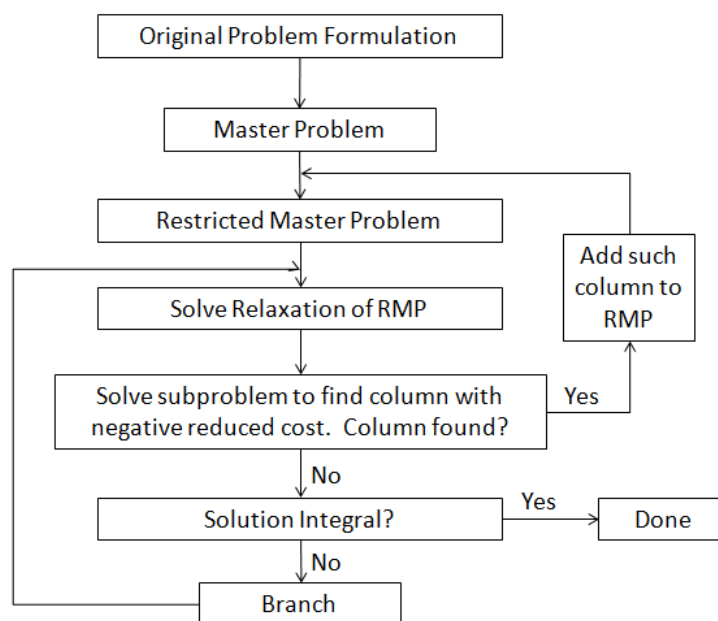 Original Problem Formulation
Master Problem
Restricted Master Problem
Add such
column to
RMP
Solve Relaxation of RMP
Solve subproblem to find column with
negative reduced cost.  Column found?
Yes
No
Solution Integral?
Yes
Done
No
Branch